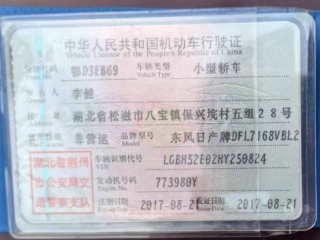 中华人民共和国机动车行驶证
Vehicle License of the People's Republic of China
号牌号码 鄂D3EB69 车辆类型 小型轿车
Vehicle Type
所有人 李健
住址 湖北省松滋市八宝镇保兴垸村五组28号
使用性质 非营运 品牌型号 东风日产牌DFL7168VBL2
湖北省荆州 车辆识别代号 LGBH52E02HY250824
市公安局交 发动机号码 773980Y
Engine No.
通警察支队 注册日期 2017-08-21 发证日期 2017-08-21